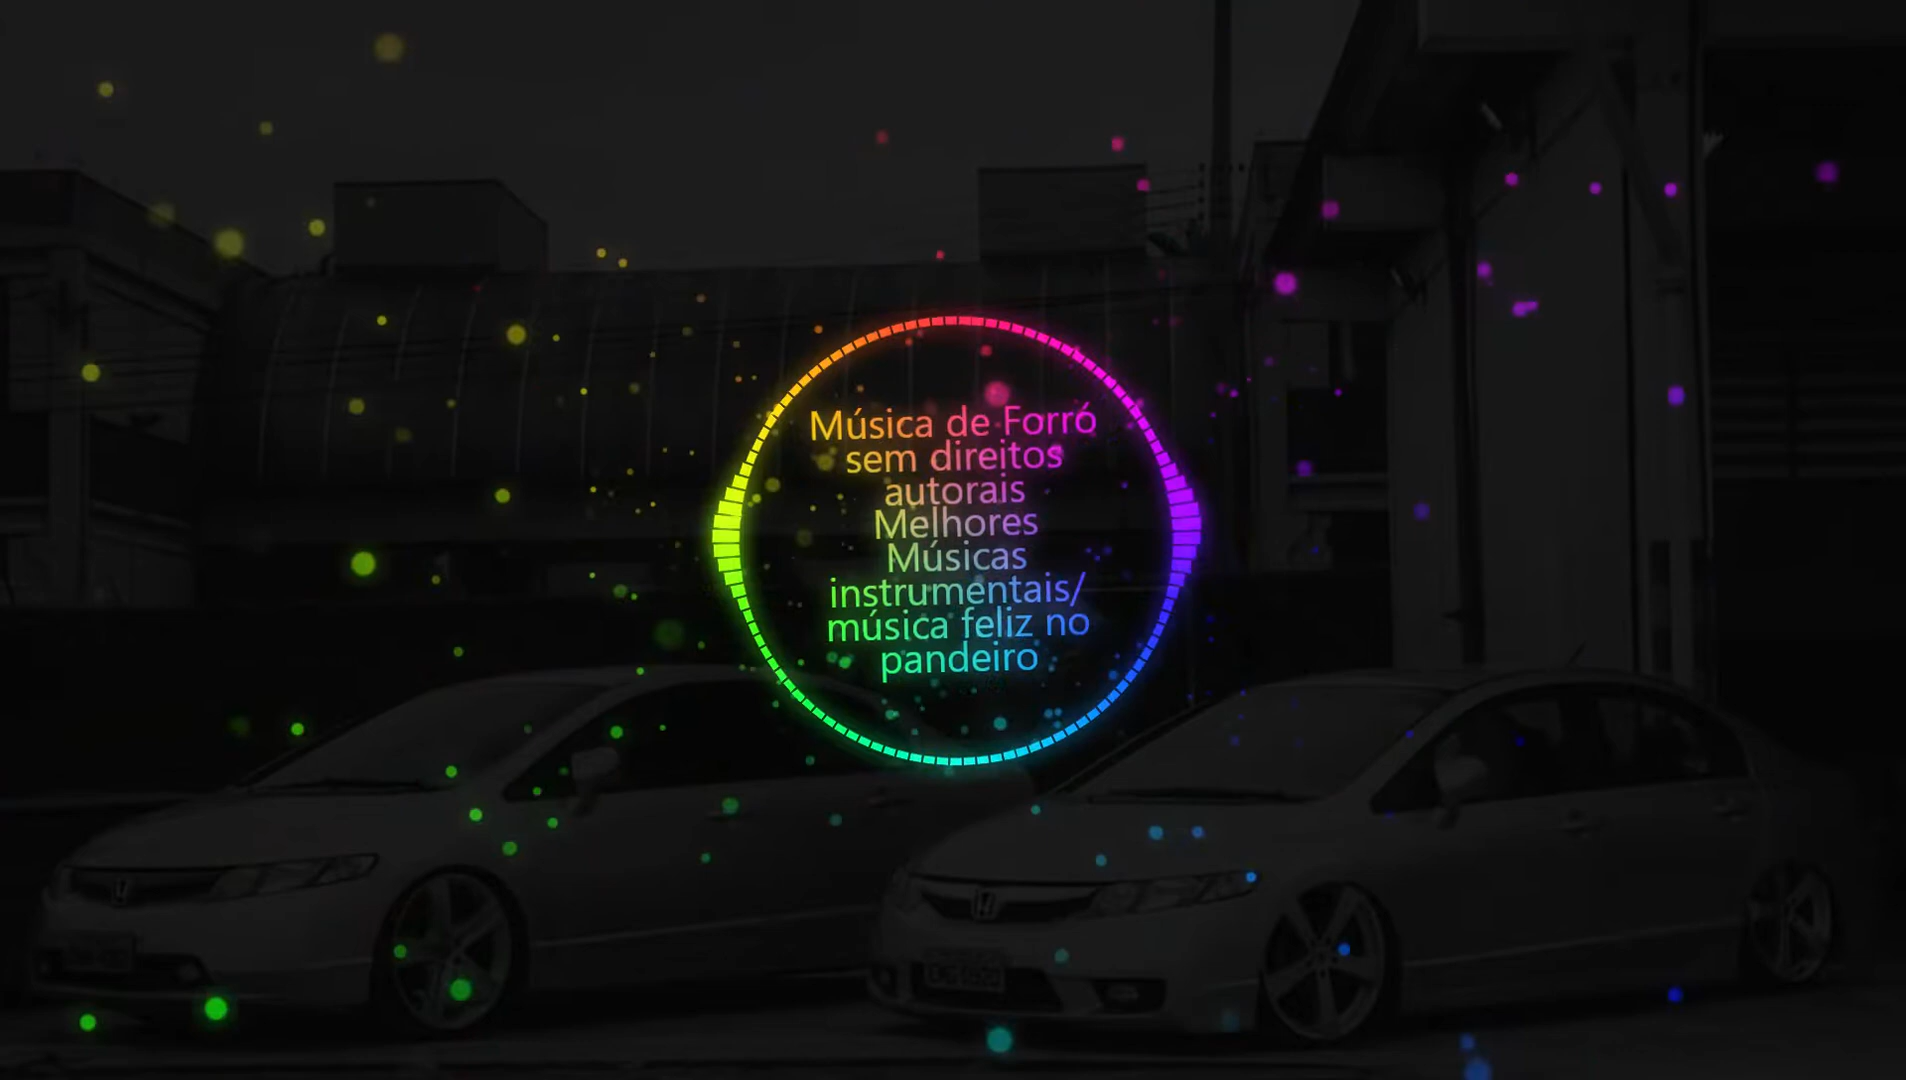 Música de Forró
sem direitos
autorais
Melhores
Músicas
instrumentais/
música feliz no
pandeiro